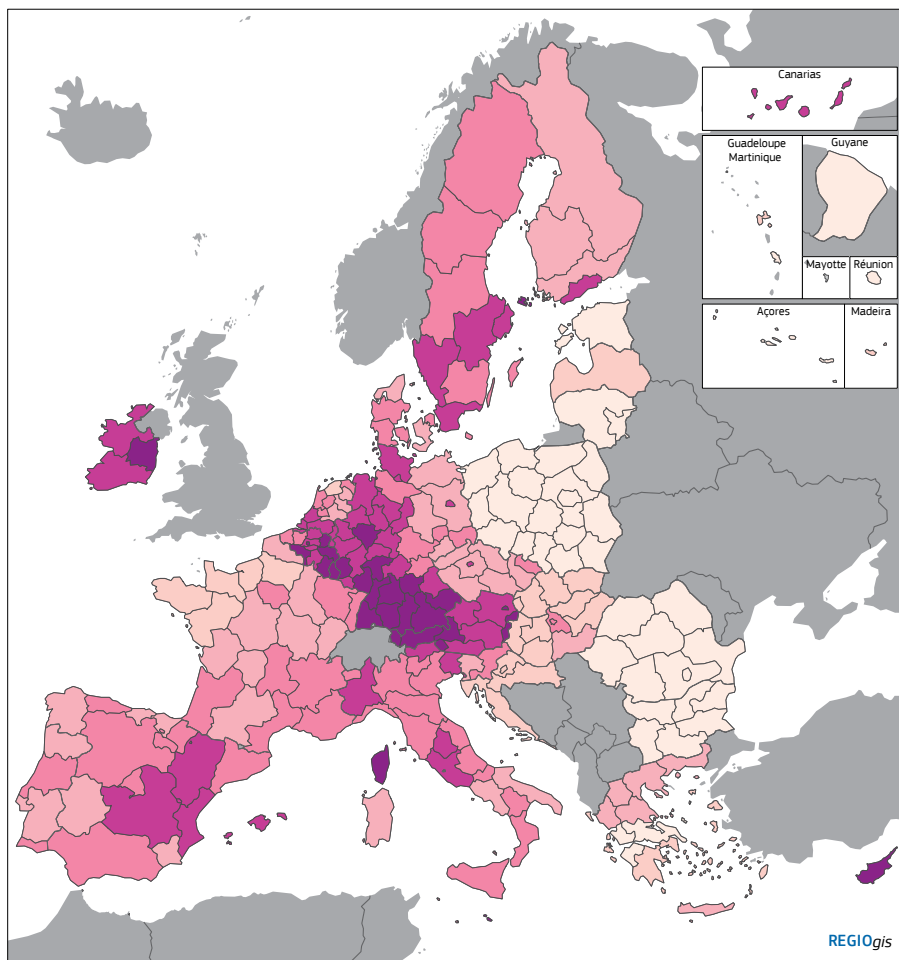 Canarias
Guadeloupe
Martinique
Guyane
Mayotte
Réunion
Açores
Madeira
REGIOgis